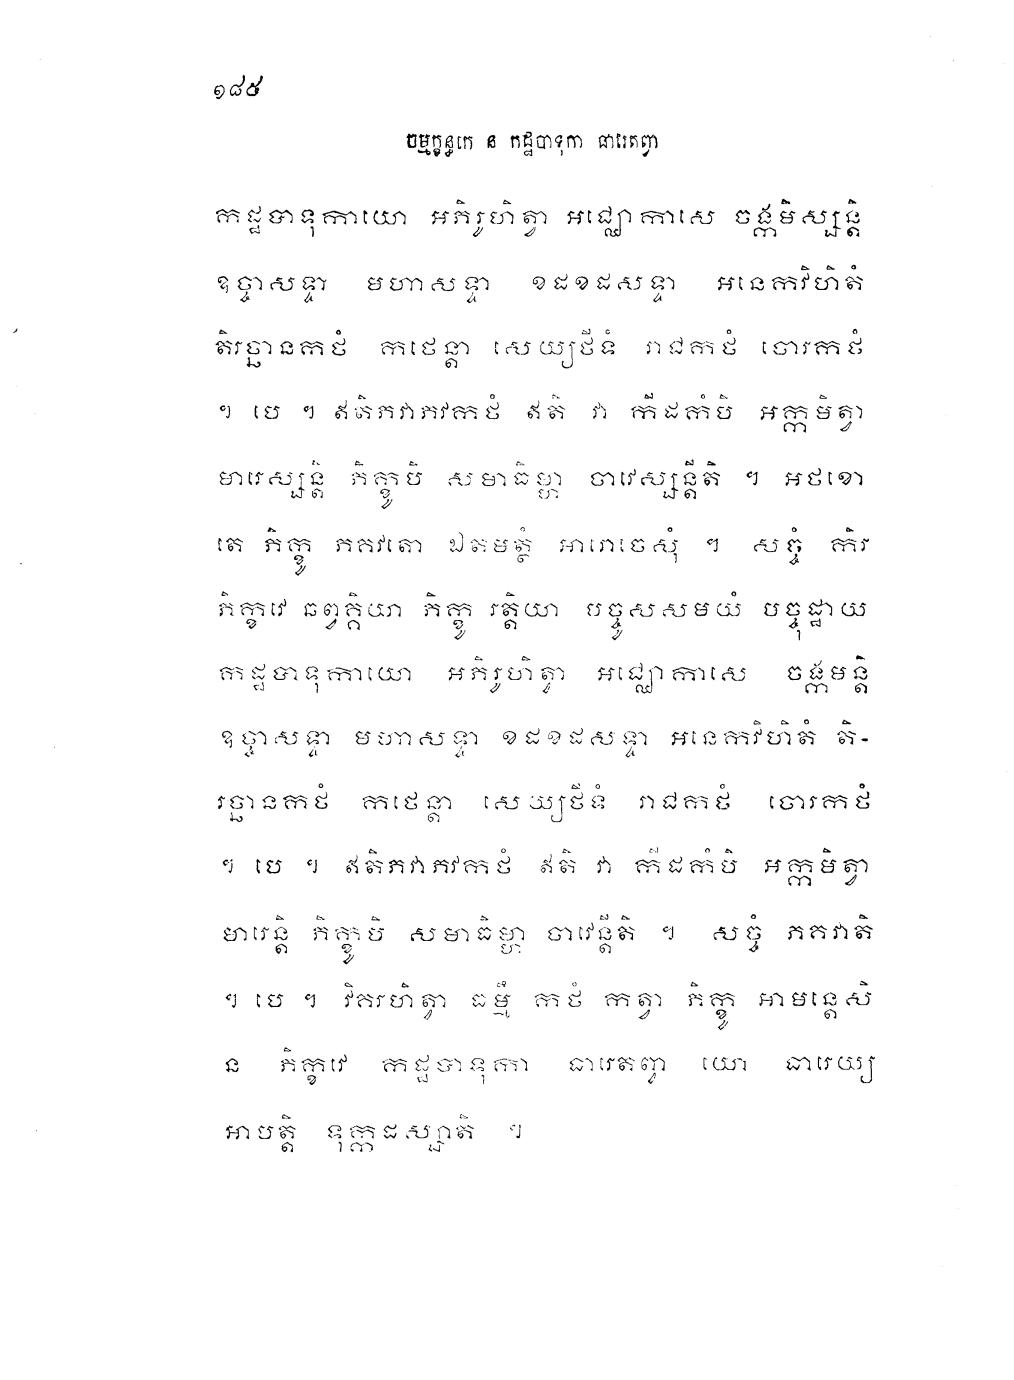 ១៨៥
ចម្មក្ខន្ធកេ ន កដ្ឋបាទុកា ធារេតញ្វា
កដ្ឋបាទុកាយោ អភិរូហិត្វា អជ្ឈោកាសេ ចង្កមិស្សន្តិ
ឧច្ចាសទ្ទា មហាសទ្ទា ខដខដសទ្ទា អនេកវិហិតំ
តិរច្ឆានកថំ កថេន្តា សេយ្យថីទំ រាជកថំ ចោរកថំ
។ បេ ។ ឥតិភវាភវកថំ ឥតិ វា កីដកំបិ អក្កមិត្វា
មារេស្សន្តិ ភិក្ខូបិ សមាធិម្ហា ចាវេស្សន្តីតិ ។ អថខោ
តេ ភិក្ខូ ភគវតោ ឯតមត្ថំ អារោចេសុំ ។ សច្ចំ កិរ
ភិក្ខវេ ឆព្វគ្គិយា ភិក្ខូ រត្តិយា បច្ចូសសមយំ បច្ចុដ្ឋាយ
កដ្ឋបាទុកាយោ អភិរូហិត្វា អជ្ឈោកាសេ ចង្កមន្តិ
ឧច្ចាសទ្ទា មហាសទ្ទា ខដខដសទ្ទា អនេកវិហិតំ តិ-
រច្ឆានកថំ កថេន្តា សេយ្យថីទំ រាជកថំ ចោរកថំ
។ បេ ។ ឥតិភវាភវកថំ ឥតិ វា កីដកំបិ អក្កមិត្វា
មារេន្តិ ភិក្ខូបិ សមាធិម្ហា ចាវេន្តីតិ ។ សច្ចំ ភគវាតិ
។ បេ ។ វិគរហិត្វា ធម្មឹ កថំ កត្វា ភិក្ខូ អាមន្តេសិ
ន ភិក្ខវេ កដ្ឋបាទុកា ធារេតញ្វា យោ ធារេយ្យ
អាបត្តិ ទុក្កដស្សាតិ ។